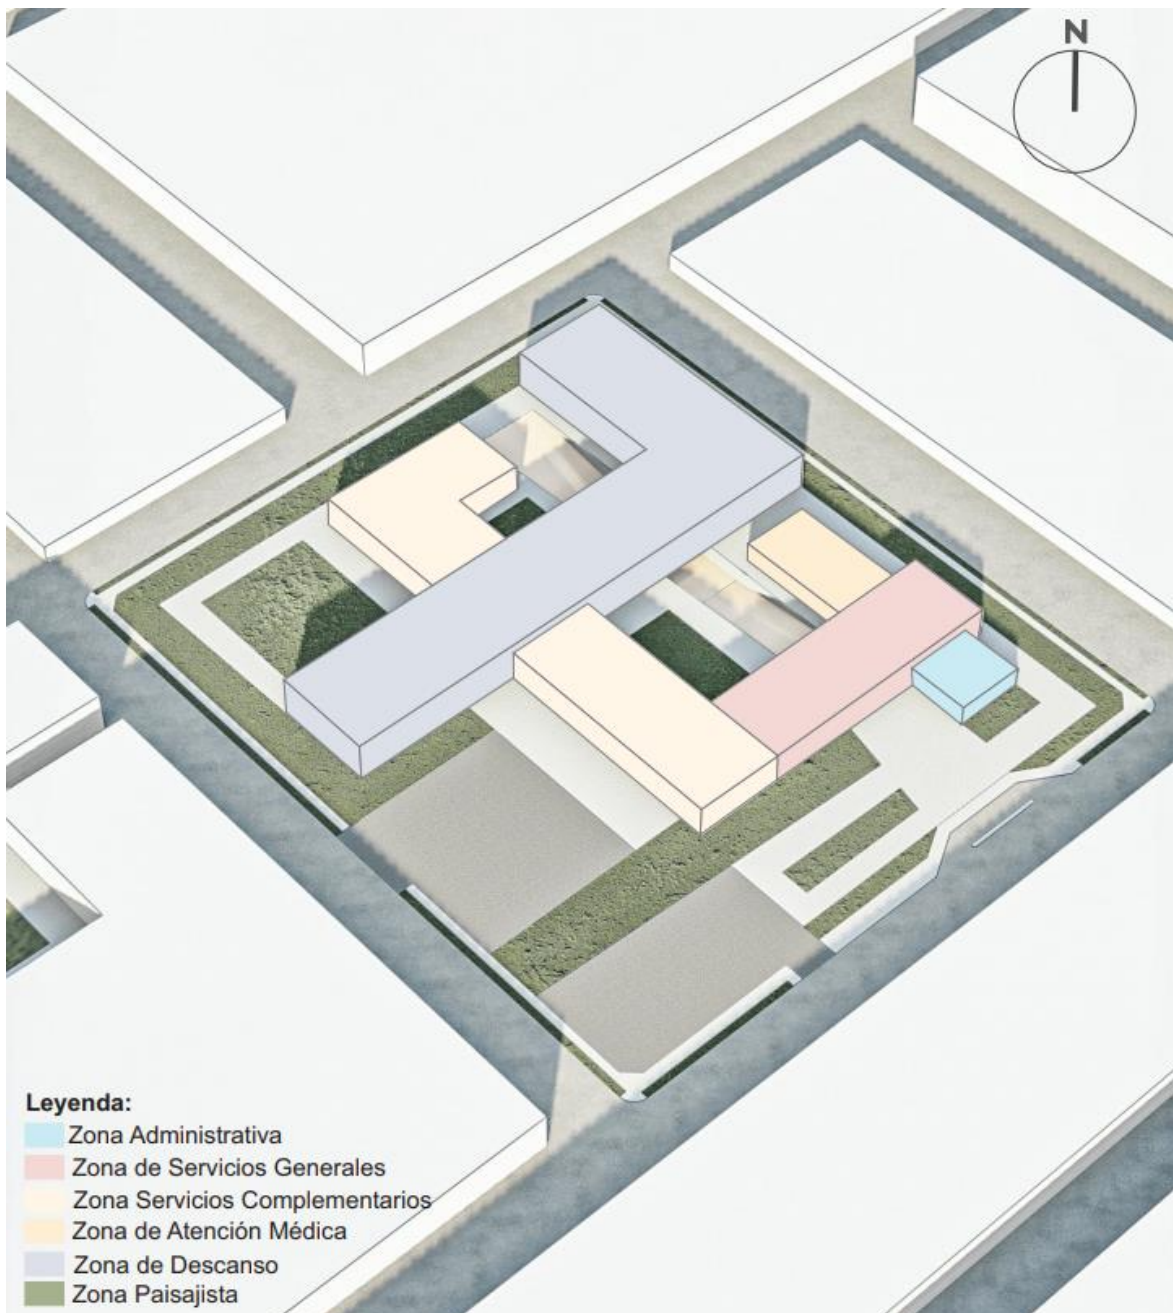 N
Leyenda:
Zona Administrativa
Zona de Servicios Generales
Zona Servicios Complementarios
Zona de Atención Médica
Zona de Descanso
Zona Paisajista